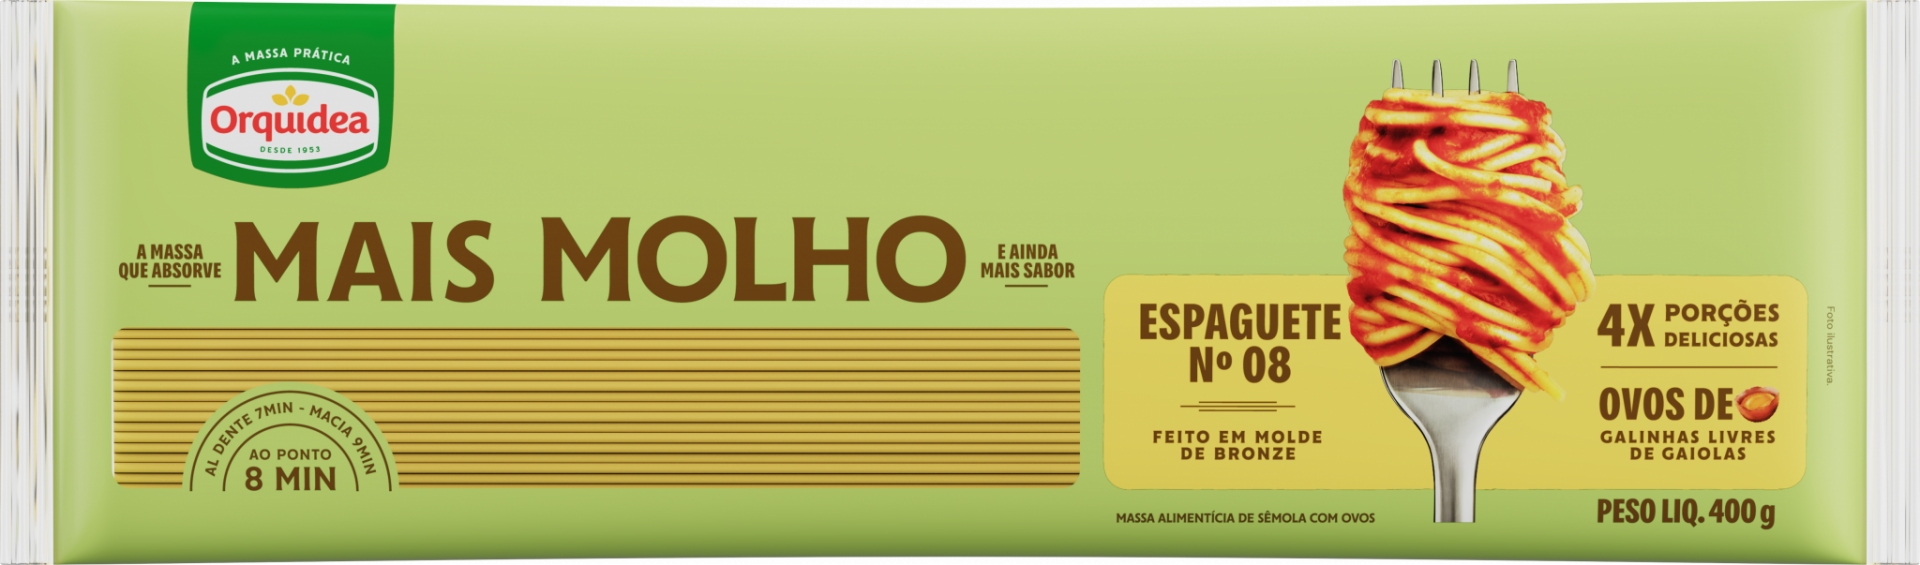 A MASSA PRÁTICA
Orquídea
DESDE 1953
A MASSA
QUE ABSORVE
MAIS MOLHO
E AINDA
MAIS SABOR
AL DENTE 7MIN - MACIA 9MIN
AO PONTO
8 MIN
ESPAGUETE
Nº 08
FEITO EM MOLDE
DE BRONZE
4X PORÇÕES
DELICIOSAS
OVOS DE
GALINHAS LIVRES
DE GAIOLAS
MASSA ALIMENTÍCIA DE SÊMOLA COM OVOS
PESO LIQ. 400 g
Foto ilustrativa.